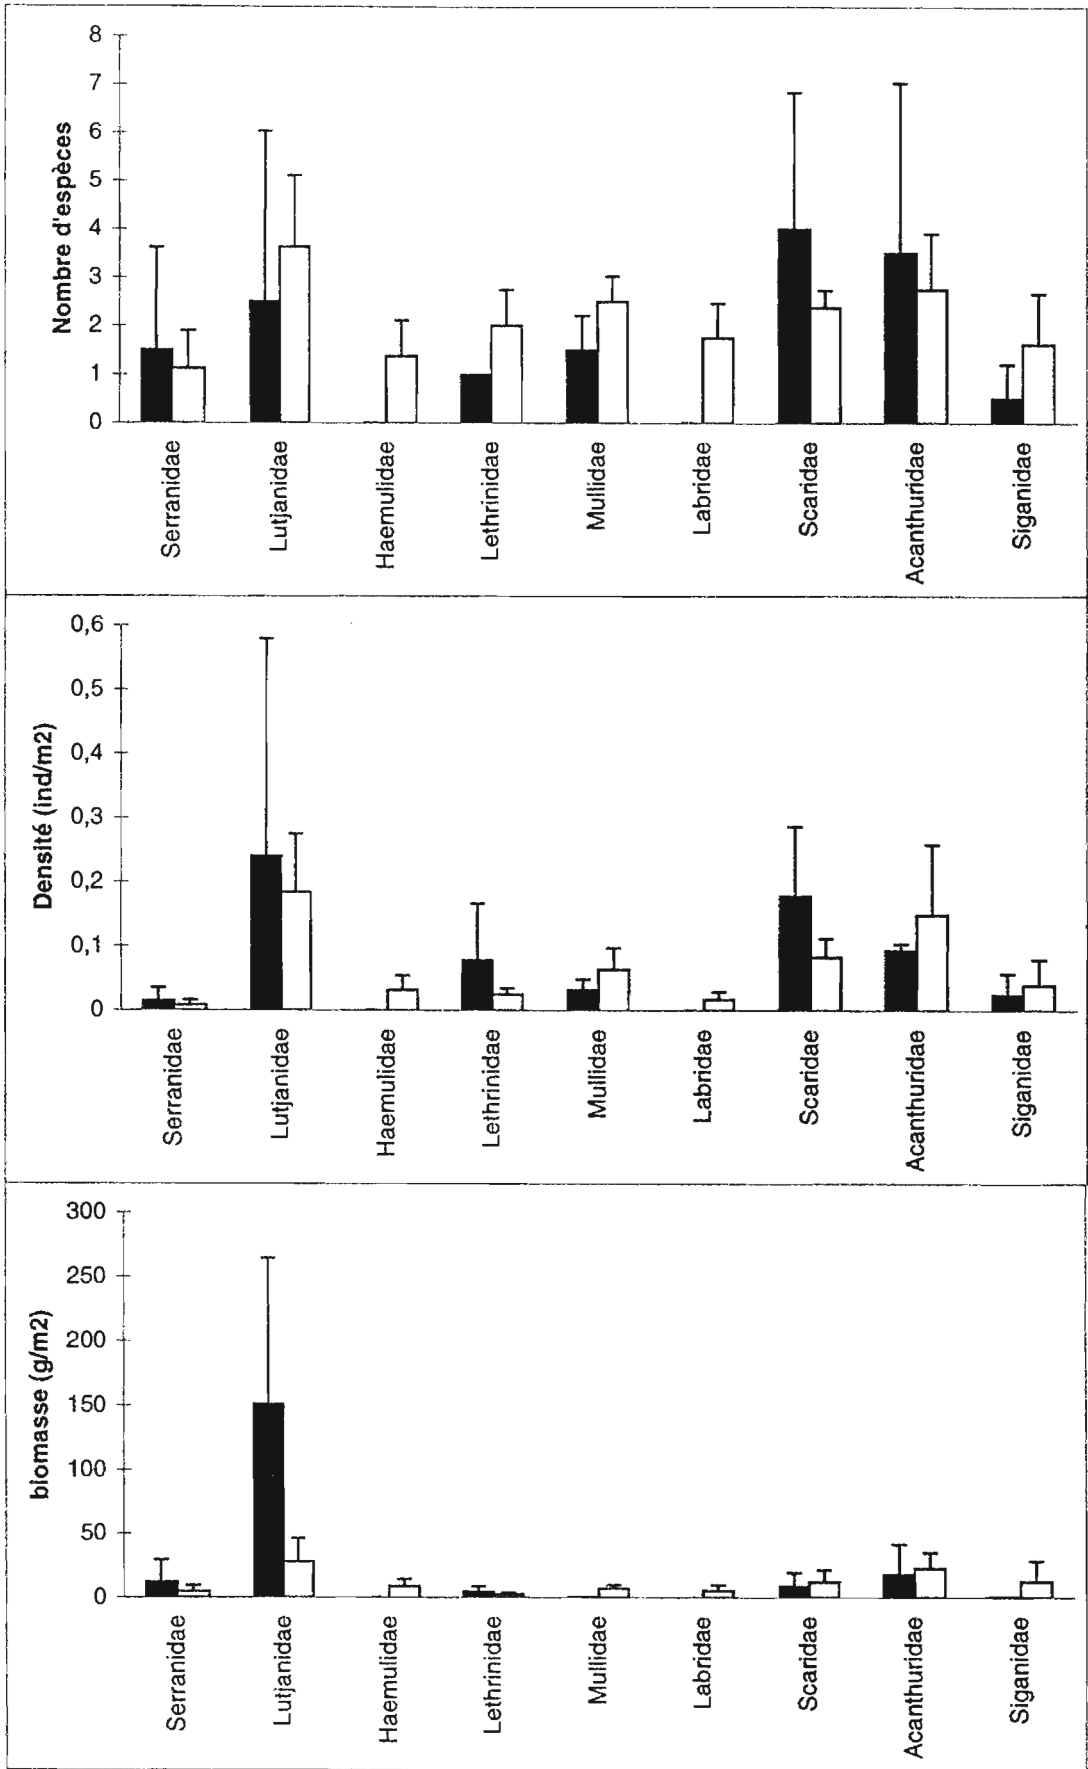 Nombre d'espèces
8
7
6
5
4
3
2
1
0
Serranidae
Lutjanidae
Haemulidae
Lethrinidae
Mullidae
Labridae
Scaridae
Acanthuridae
Siganidae
Densité (ind/m2)
0,6
0,5
0,4
0,3
0,2
0,1
0
Serranidae
Lutjanidae
Haemulidae
Lethrinidae
Mullidae
Labridae
Scaridae
Acanthuridae
Siganidae
biomasse (g/m2)
300
250
200
150
100
50
0
Serranidae
Lutjanidae
Haemulidae
Lethrinidae
Mullidae
Labridae
Scaridae
Acanthuridae
Siganidae